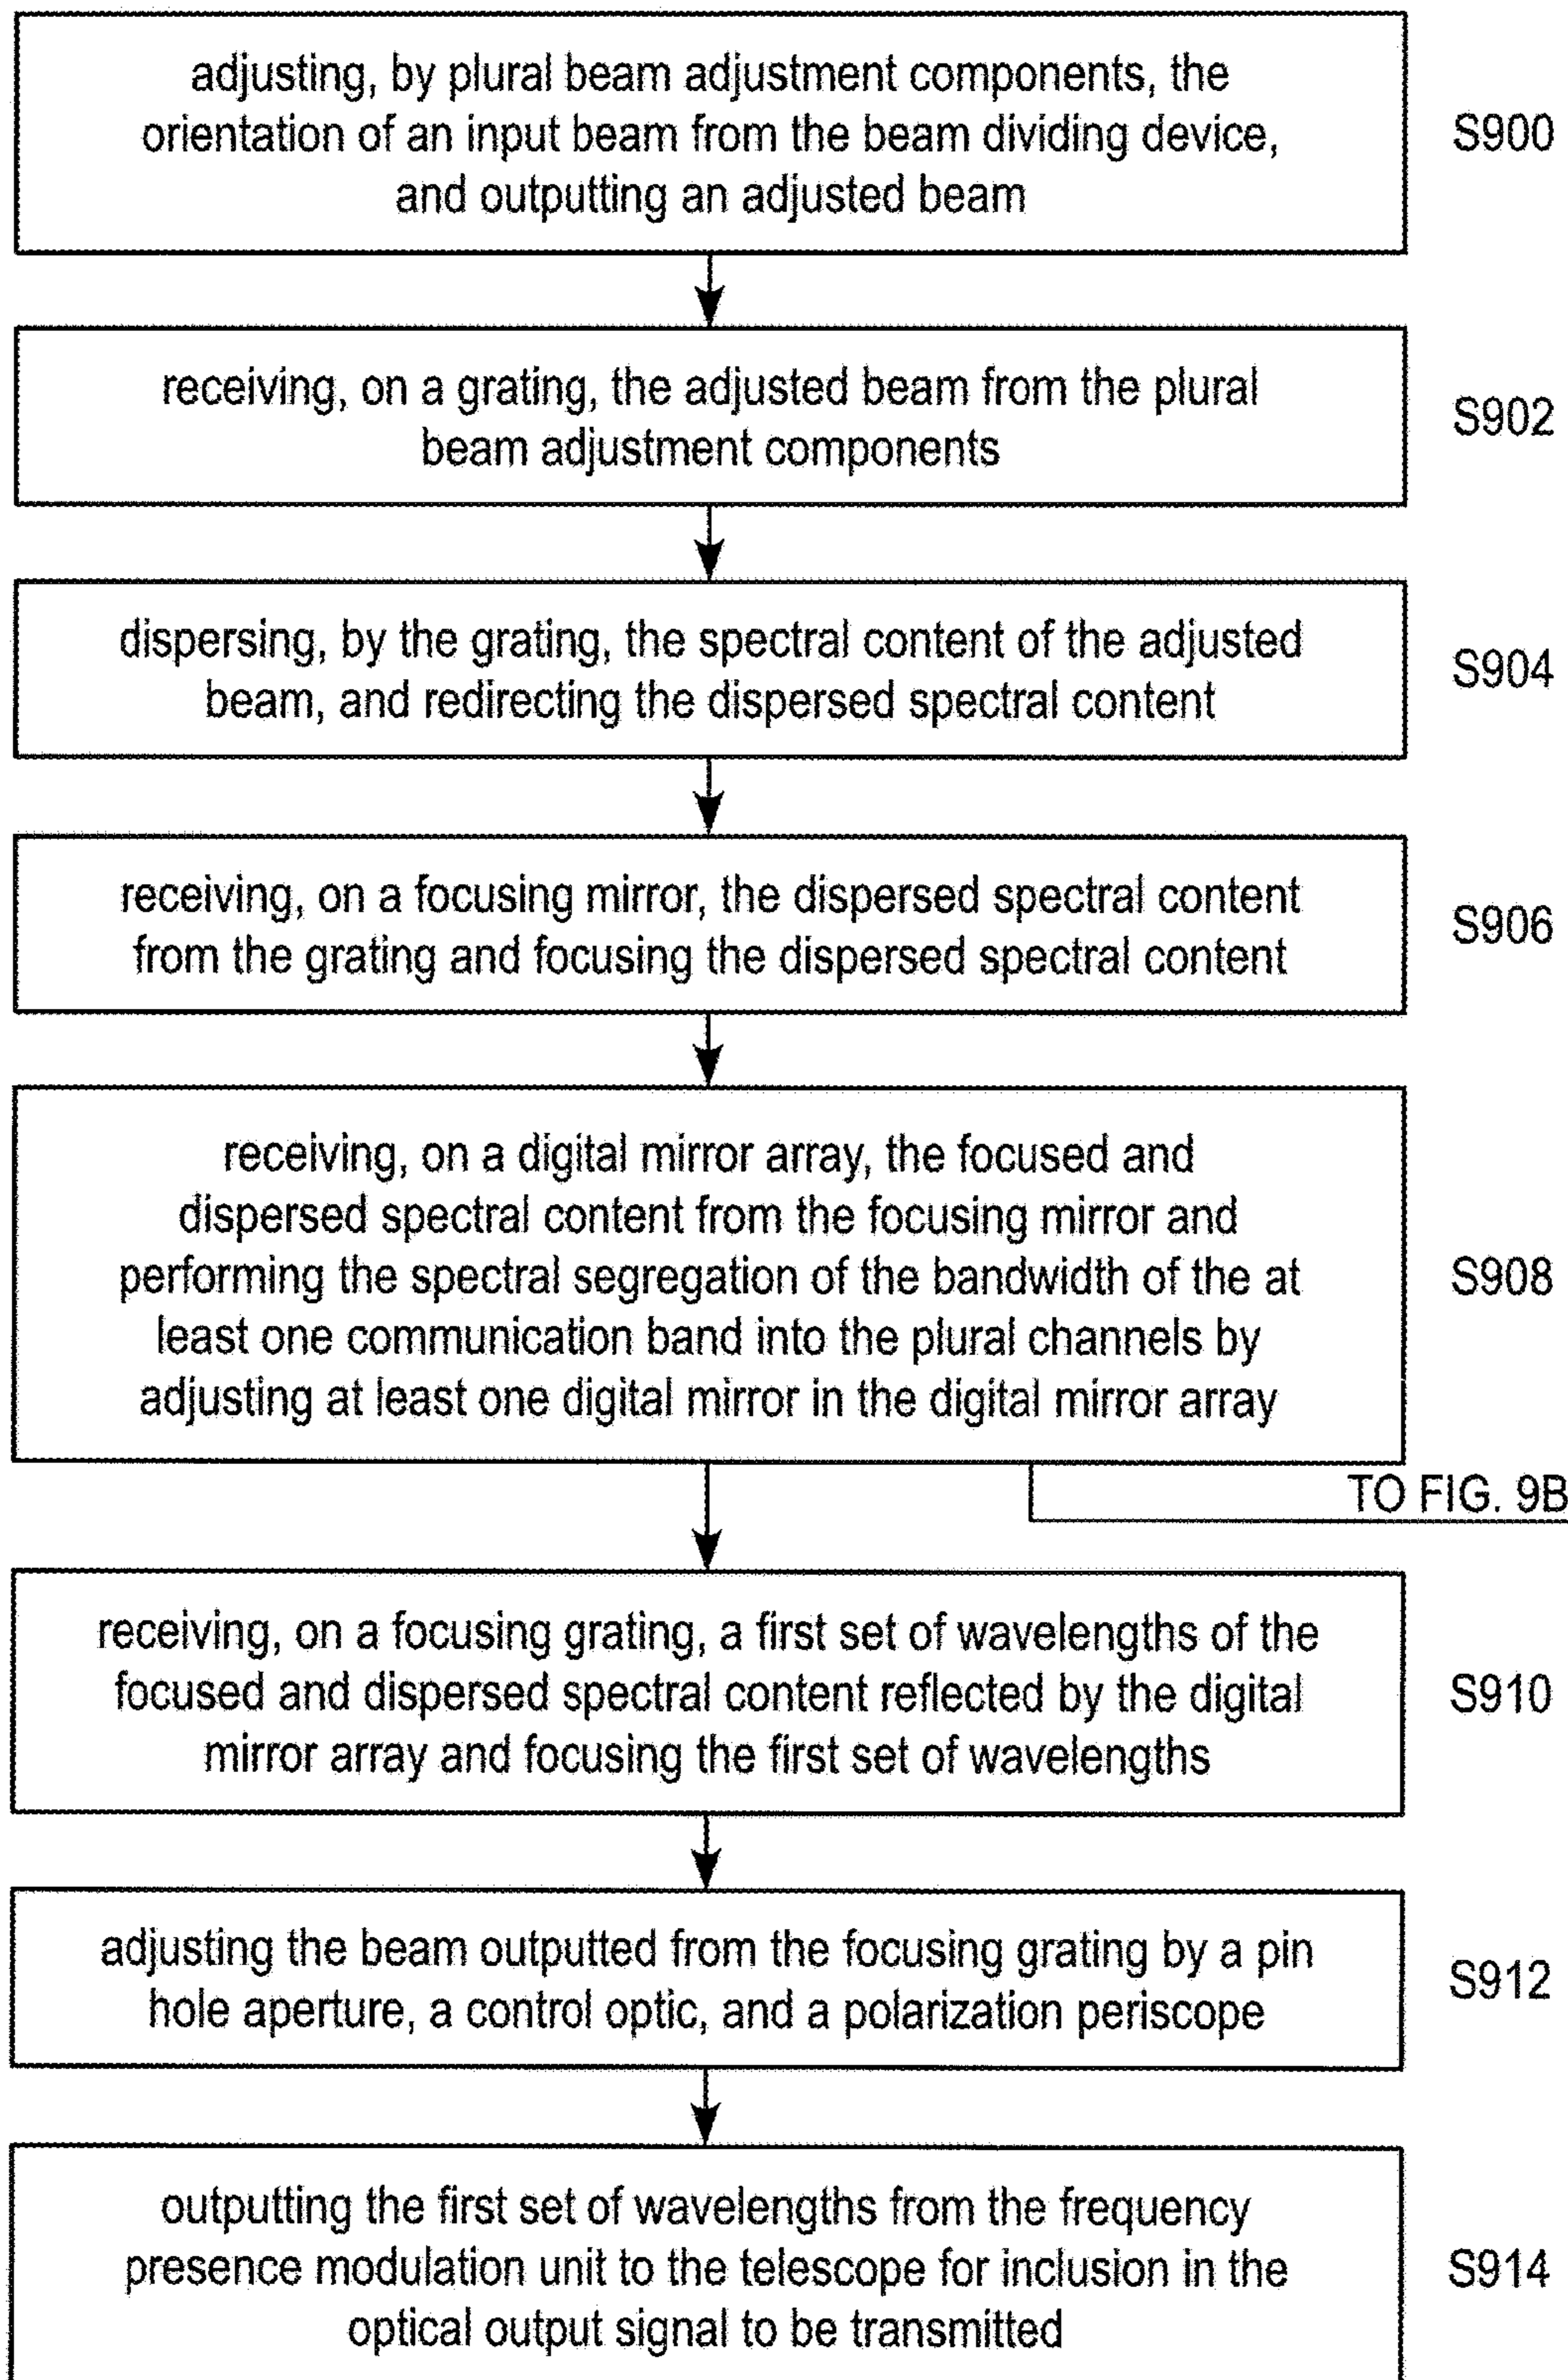 adjusting, by plural beam adjustment components, the
orientation of an input beam from the beam dividing device,
and outputting an adjusted beam
S900
receiving, on a grating, the adjusted beam from the plural
beam adjustment components
S902
dispersing, by the grating, the spectral content of the adjusted
beam, and redirecting the dispersed spectral content
S904
receiving, on a focusing mirror, the dispersed spectral content
from the grating and focusing the dispersed spectral content
S906
receiving, on a digital mirror array, the focused and
dispersed spectral content from the focusing mirror and
performing the spectral segregation of the bandwidth of the at
least one communication band into the plural channels by
adjusting at least one digital mirror in the digital mirror array
S908
TO FIG. 9B
receiving, on a focusing grating, a first set of wavelengths of the
focused and dispersed spectral content reflected by the digital
mirror array and focusing the first set of wavelengths
S910
adjusting the beam outputted from the focusing grating by a pin
hole aperture, a control optic, and a polarization periscope
S912
outputting the first set of wavelengths from the frequency
presence modulation unit to the telescope for inclusion in the
optical output signal to be transmitted
S914